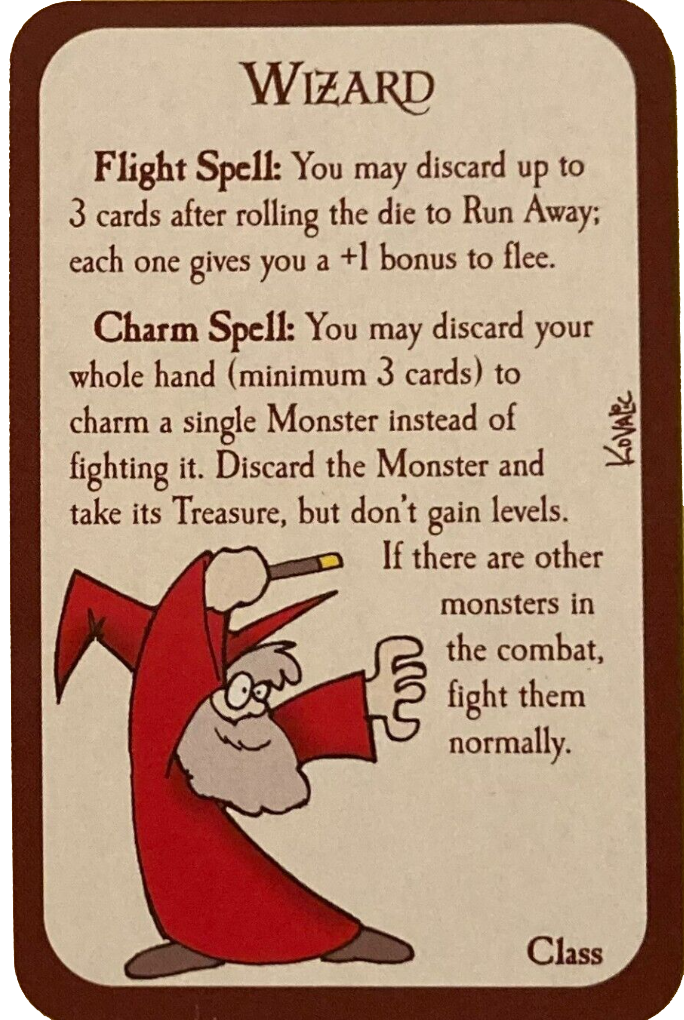 WIZARD
Flight Spell: You may discard up to
3 cards after rolling the die to Run Away;
each one gives you a +1 bonus to flee.
Charm Spell: You may discard your
whole hand (minimum 3 cards) to
charm a single Monster instead of
fighting it. Discard the Monster and
take its Treasure, but don't gain levels.
If there are other
monsters in
the combat,
fight them
normally.
KOVALIC
Class